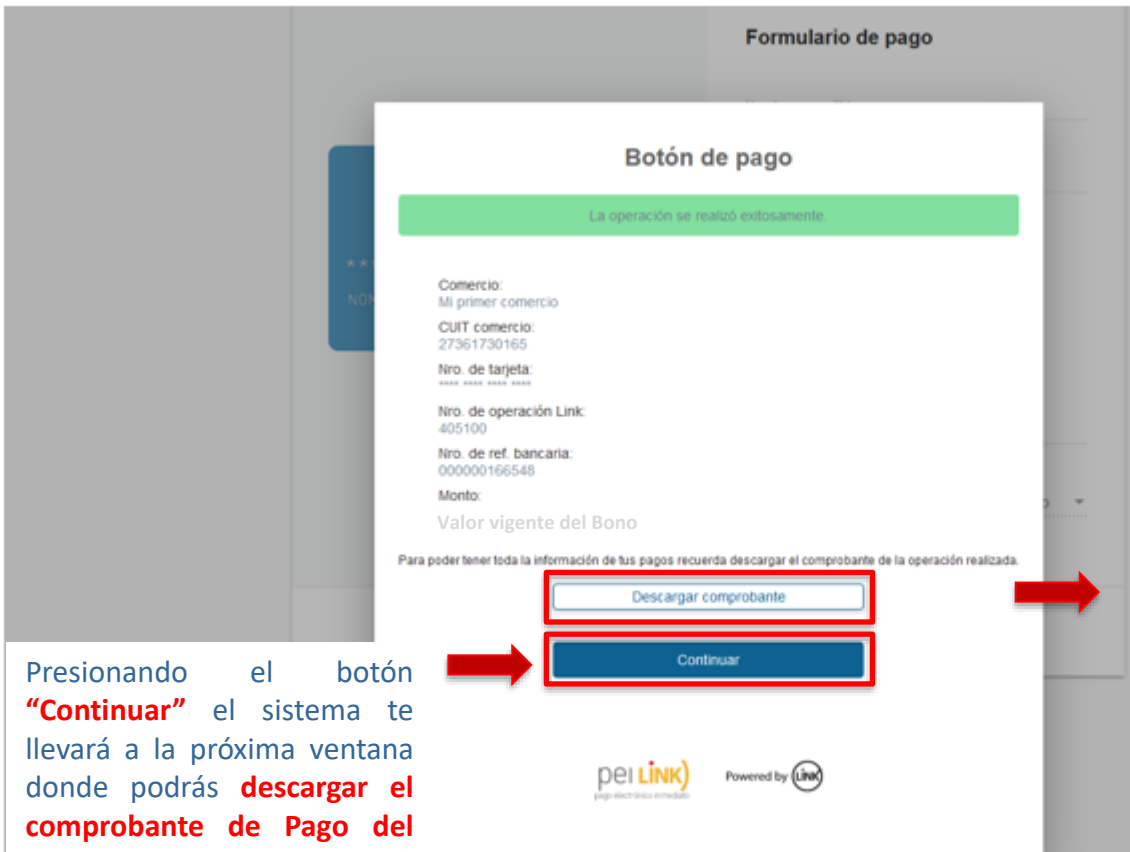 Formulario de pago
Botón de pago
La operación se realizó exitosamente.
Comercio:
Mi primer comercio
CUIT comercio:
27361730165
Nro. de tarjeta:
**** **** **** ****
Nro. de operación Link:
405100
Nro. de ref. bancaria:
000000166548
Monto:
Valor vigente del Bono
Para poder tener toda la información de tus pagos recuerda descargar el comprobante de la operación realizada.
Descargar comprobante
Continuar
Presionando el botón
“Continuar” el sistema te
llevará a la próxima ventana
donde podrás descargar el
comprobante de Pago del
pei LINK)
pago electrónico inmediato
Powered by LINK